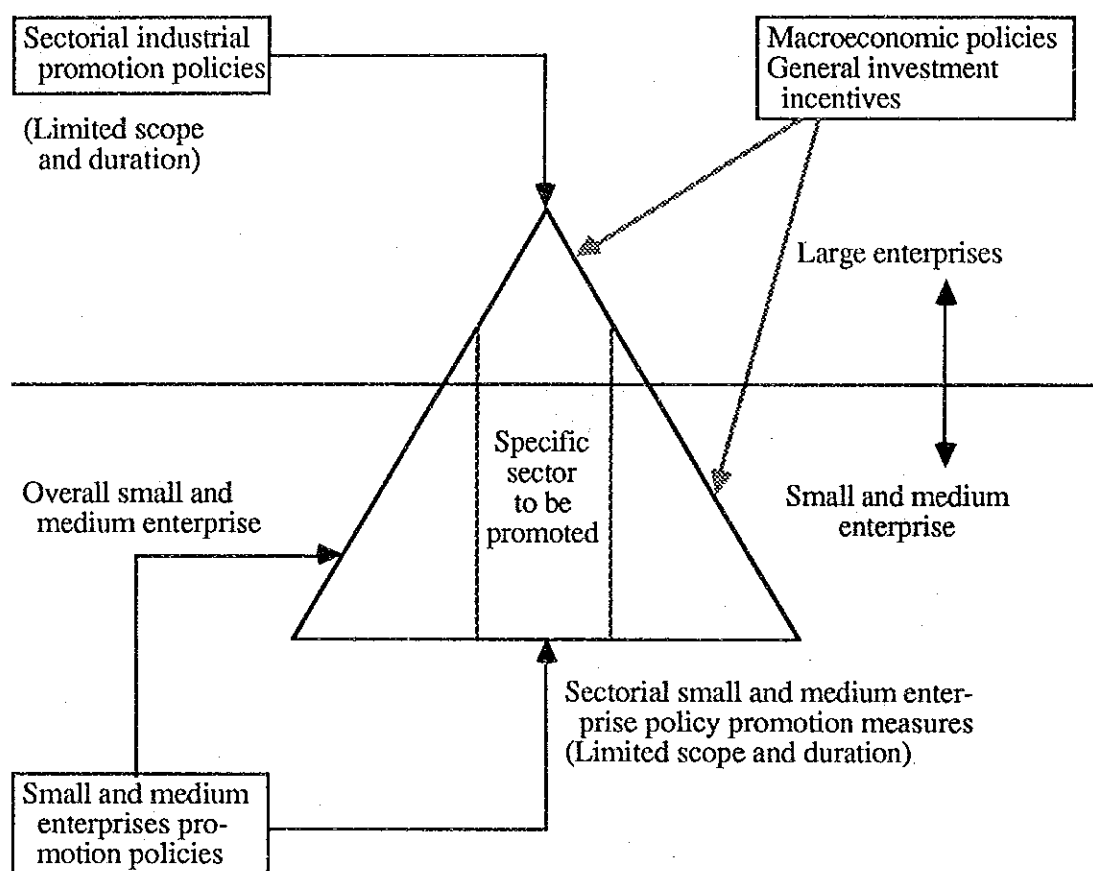 Sectorial industrial
promotion policies
(Limited scope
and duration)
Macroeconomic policies
General investment
incentives
Large enterprises
Specific
sector
to be
promoted
Overall small and
medium enterprise
Small and medium
enterprise
Sectorial small and medium enter-
prise policy promotion measures
(Limited scope and duration)
Small and medium
enterprises pro-
motion policies